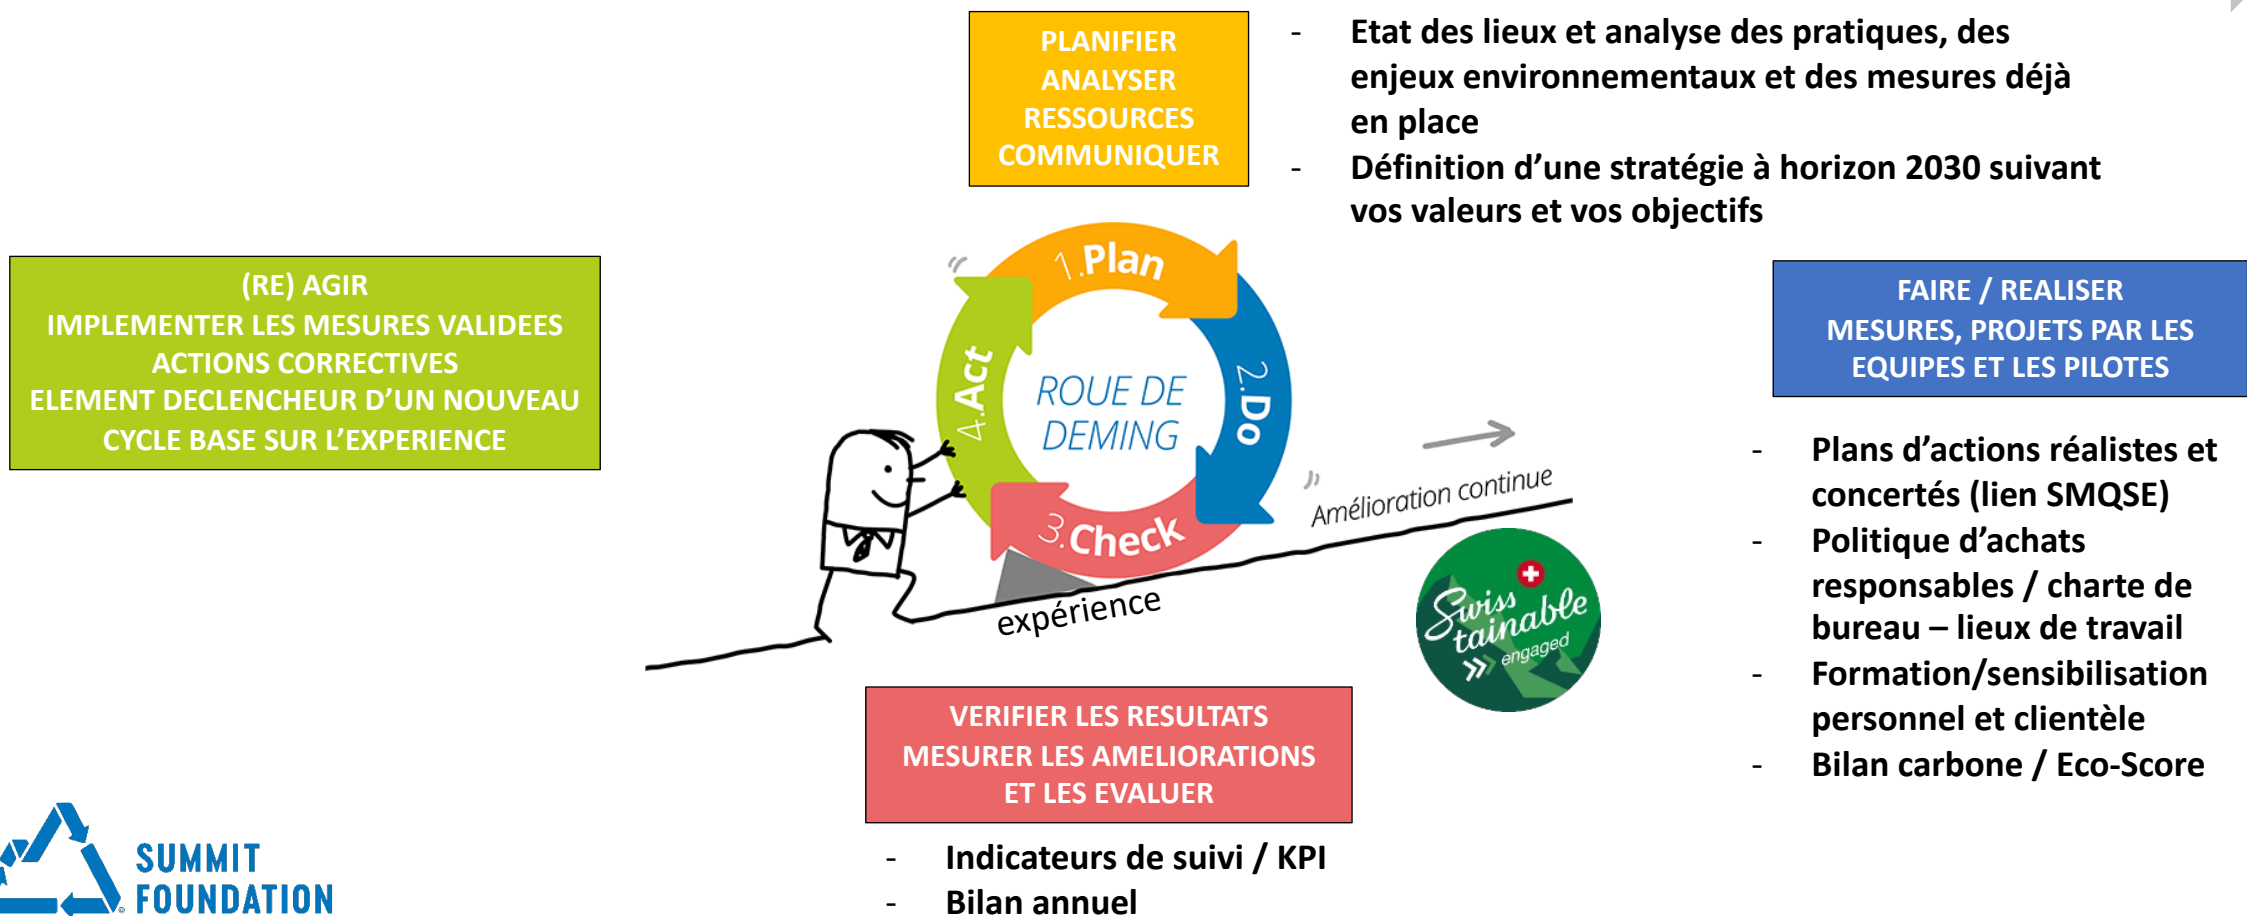 PLANIFIER
ANALYSER
RESSOURCES
COMMUNIQUER
- Etat des lieux et analyse des pratiques, des
enjeux environnementaux et des mesures déjà
en place
- Définition d’une stratégie à horizon 2030 suivant
vos valeurs et vos objectifs
(RE) AGIR
IMPLEMENTER LES MESURES VALIDEES
ACTIONS CORRECTIVES
ELEMENT DECLENCHEUR D’UN NOUVEAU
CYCLE BASE SUR L’EXPERIENCE
1.Plan
2.Do
3.Check
4.Act
ROUE DE
DEMING
Amélioration continue
expérience
Swiss
tainable
engaged
FAIRE / REALISER
MESURES, PROJETS PAR LES
EQUIPES ET LES PILOTES
- Plans d’actions réalistes et
concertés (lien SMQSE)
- Politique d’achats
responsables / charte de
bureau – lieux de travail
- Formation/sensibilisation
personnel et clientèle
- Bilan carbone / Eco-Score
VERIFIER LES RESULTATS
MESURER LES AMELIORATIONS
ET LES EVALUER
- Indicateurs de suivi / KPI
- Bilan annuel
SUMMIT
FOUNDATION